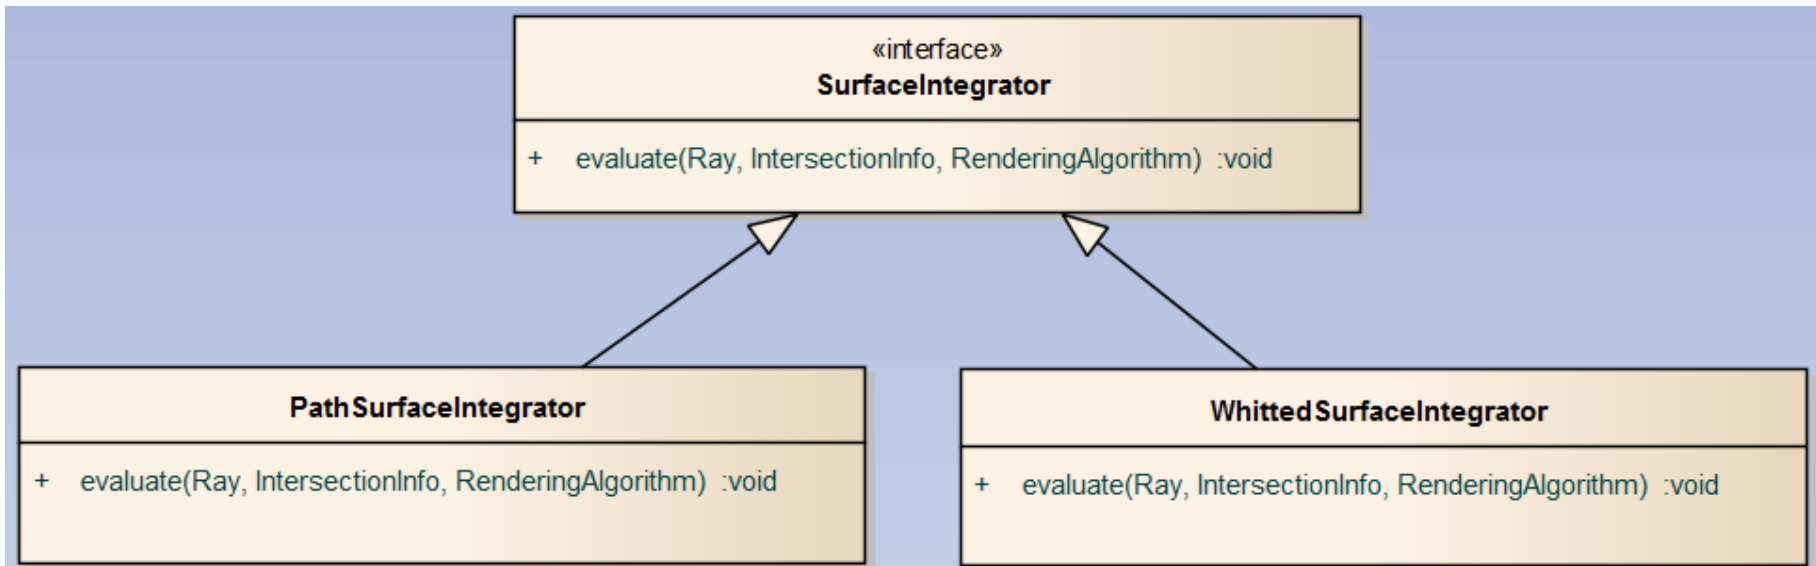 «interface»
SurfaceIntegrator
+ evaluate(Ray, IntersectionInfo, RenderingAlgorithm) :void
PathSurfaceIntegrator
+ evaluate(Ray, IntersectionInfo, RenderingAlgorithm) :void
WhittedSurfaceIntegrator
+ evaluate(Ray, IntersectionInfo, RenderingAlgorithm) :void